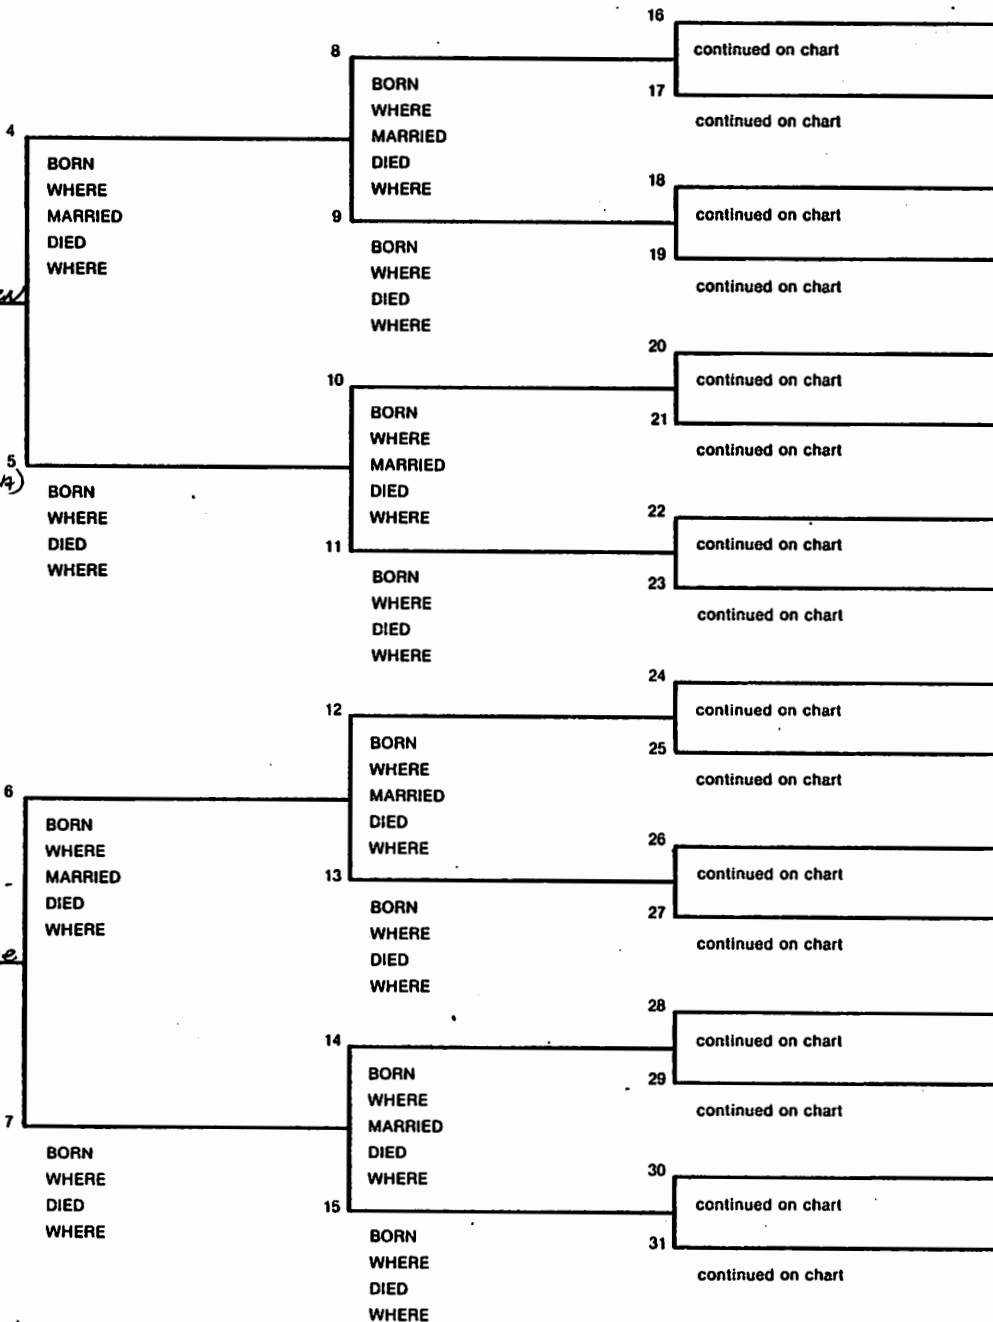 4
BORN
WHERE
MARRIED
DIED
WHERE
5
BORN
WHERE
DIED
WHERE
6
BORN
WHERE
MARRIED
DIED
WHERE
7
BORN
WHERE
DIED
WHERE
8
BORN
WHERE
MARRIED
DIED
WHERE
9
BORN
WHERE
DIED
WHERE
10
BORN
WHERE
MARRIED
DIED
WHERE
11
BORN
WHERE
DIED
WHERE
12
BORN
WHERE
MARRIED
DIED
WHERE
13
BORN
WHERE
DIED
WHERE
14
BORN
WHERE
MARRIED
DIED
WHERE
15
BORN
WHERE
DIED
WHERE
16
continued on chart
17
continued on chart
18
continued on chart
19
continued on chart
20
continued on chart
21
continued on chart
22
continued on chart
23
continued on chart
24
continued on chart
25
continued on chart
26
continued on chart
27
continued on chart
28
continued on chart
29
continued on chart
30
continued on chart
31
continued on chart